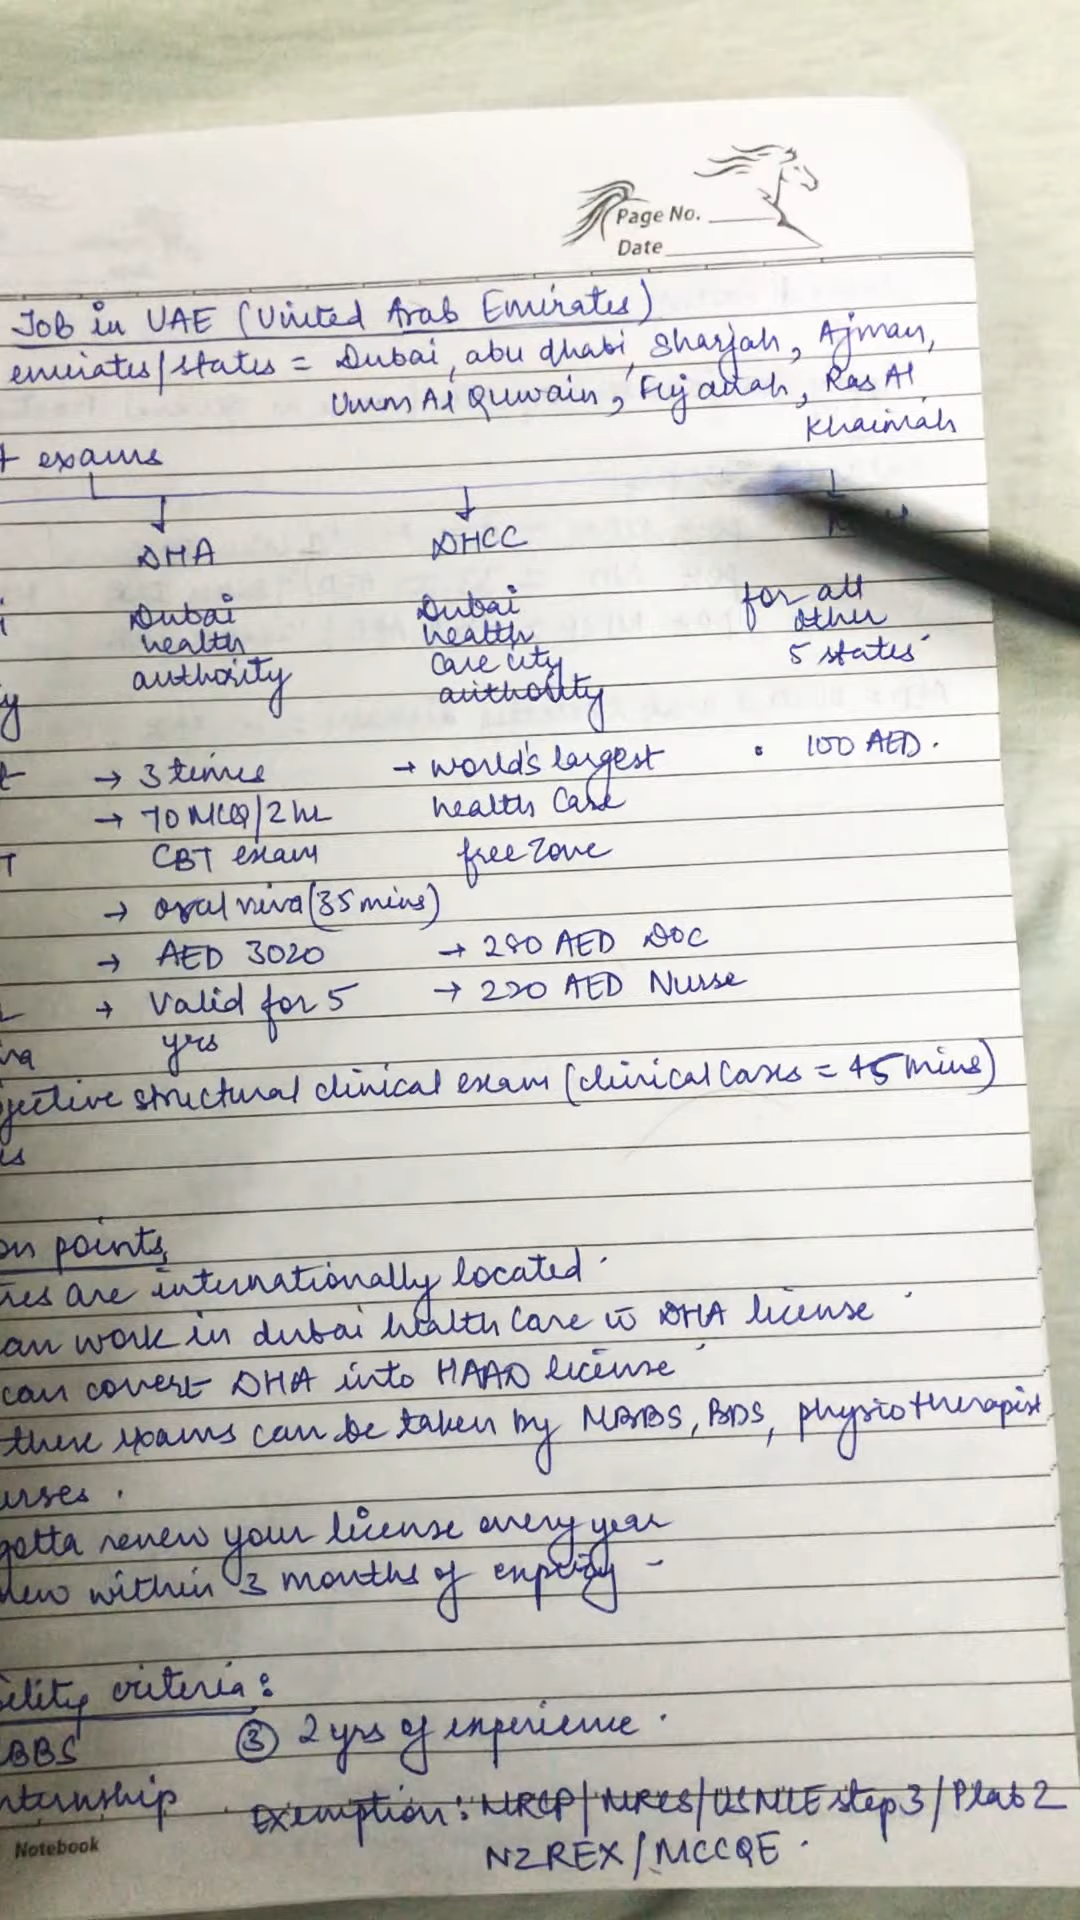 Page No.
Date
Job in UAE (United Arab Emirates)
emirates/states = Dubai, abu dhabi, Sharjah, Ajman,
Umm Al Quwain, Fujairah, Ras Al
Khaimah
exams
DHA DHCC
Dubai Dubai for all
health health other
authority care city 5 states
authority
→ 3 times → world's largest • 100 AED.
→ 70 MCQ/2 hr health care
CBT exam free zone
→ oral viva (35 mins)
→ AED 3020 → 280 AED Doc
→ Valid for 5 → 220 AED Nurse
yrs
structural clinical exam (clinical cases = 45 mins)
points
are internationally located.
work in dubai health care w̄ DHA license
can covert DHA into HAAD license
these exams can be taken by MBBS, BDS, physiotherapist
gotta renew your license every year
within 3 months of expiry -
criteria :
③ 2 yrs of experience.
Exemption : MRCP/MRCS/USMLE step 3/Plab 2
NZREX/MCCQE.
Notebook